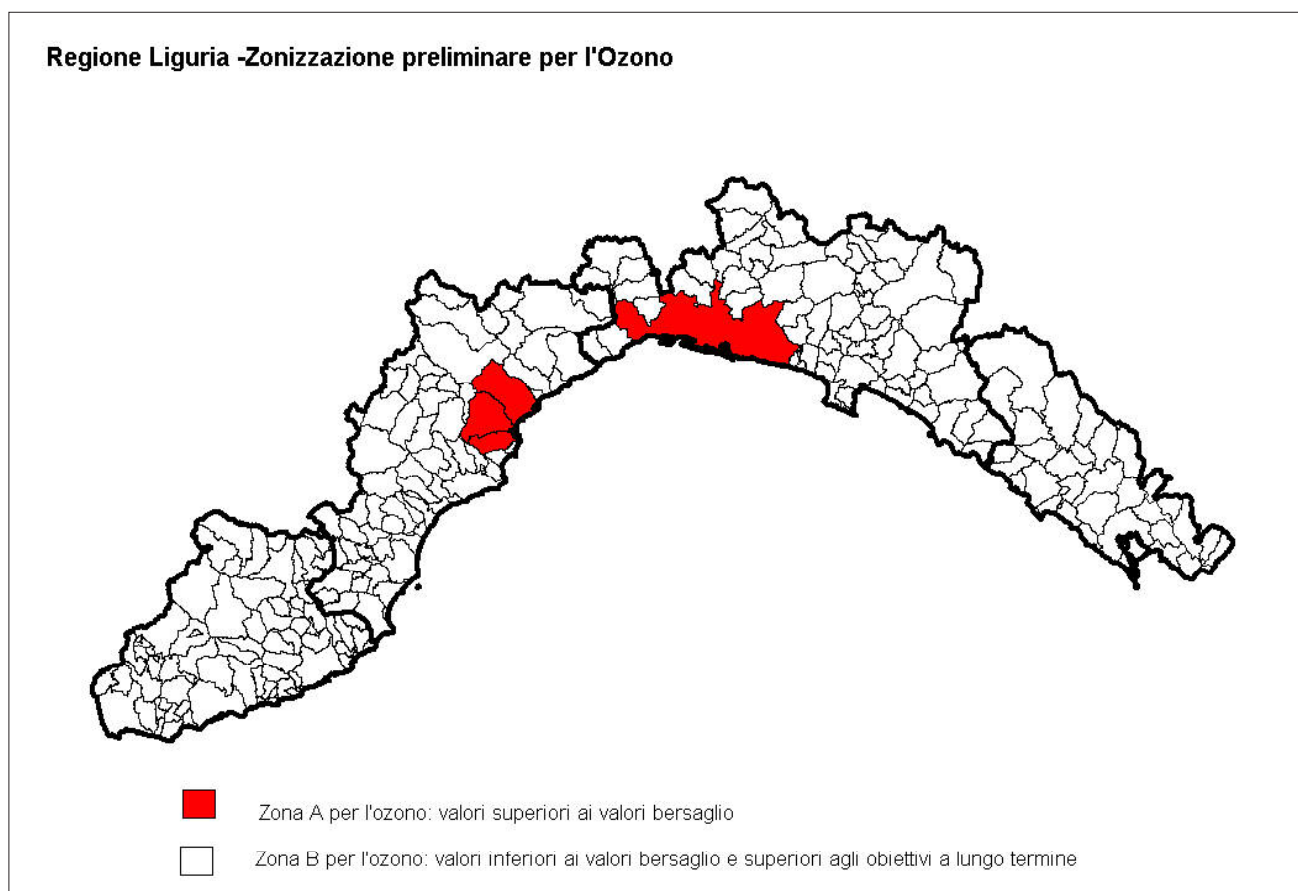 Regione Liguria -Zonizzazione preliminare per l'Ozono
Zona A per l'ozono: valori superiori ai valori bersaglio
Zona B per l'ozono: valori inferiori ai valori bersaglio e superiori agli obiettivi a lungo termine